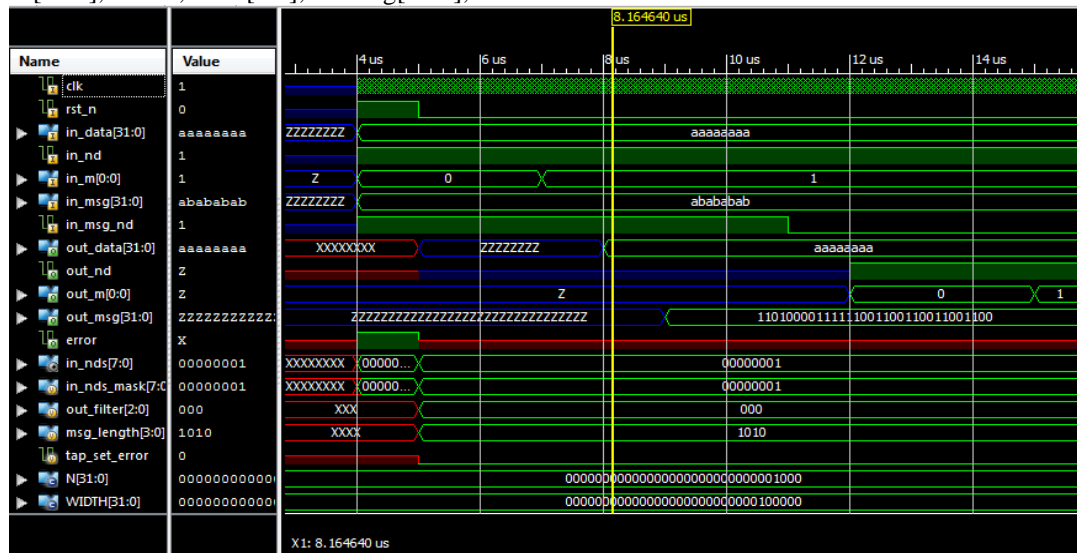 8.164640 us
Name Value 4 us 6 us 8 us 10 us 12 us 14 us
clk 1
rst_n 0
in_data[31:0] aaaaaaaa ZZZZZZZZ aaaaaaaa
in_nd 1
in_m[0:0] 1 Z 0 1
in_msg[31:0] abababab ZZZZZZZZ abababab
in_msg_nd 1
out_data[31:0] aaaaaaaa XXXXXXXX ZZZZZZZZ aaaaaaaa
out_nd Z
out_m[0:0] Z Z 0 1
out_msg[31:0] ZZZZZZZZZZZZ ZZZZZZZZZZZZZZZZZZZZZZZZZZZZZZZZ 11010000111111001100110011001100
error X
in_nds[7:0] 00000001 XXXXXXXX 00000... 00000001
in_nds_mask[7:0 00000001 XXXXXXXX 00000... 00000001
out_filter[2:0] 000 XXX 000
msg_length[3:0] 1010 XXXX 1010
tap_set_error 0
N[31:0] 000000000000 00000000000000000000000000001000
WIDTH[31:0] 000000000000 00000000000000000000000000100000
X1: 8.164640 us